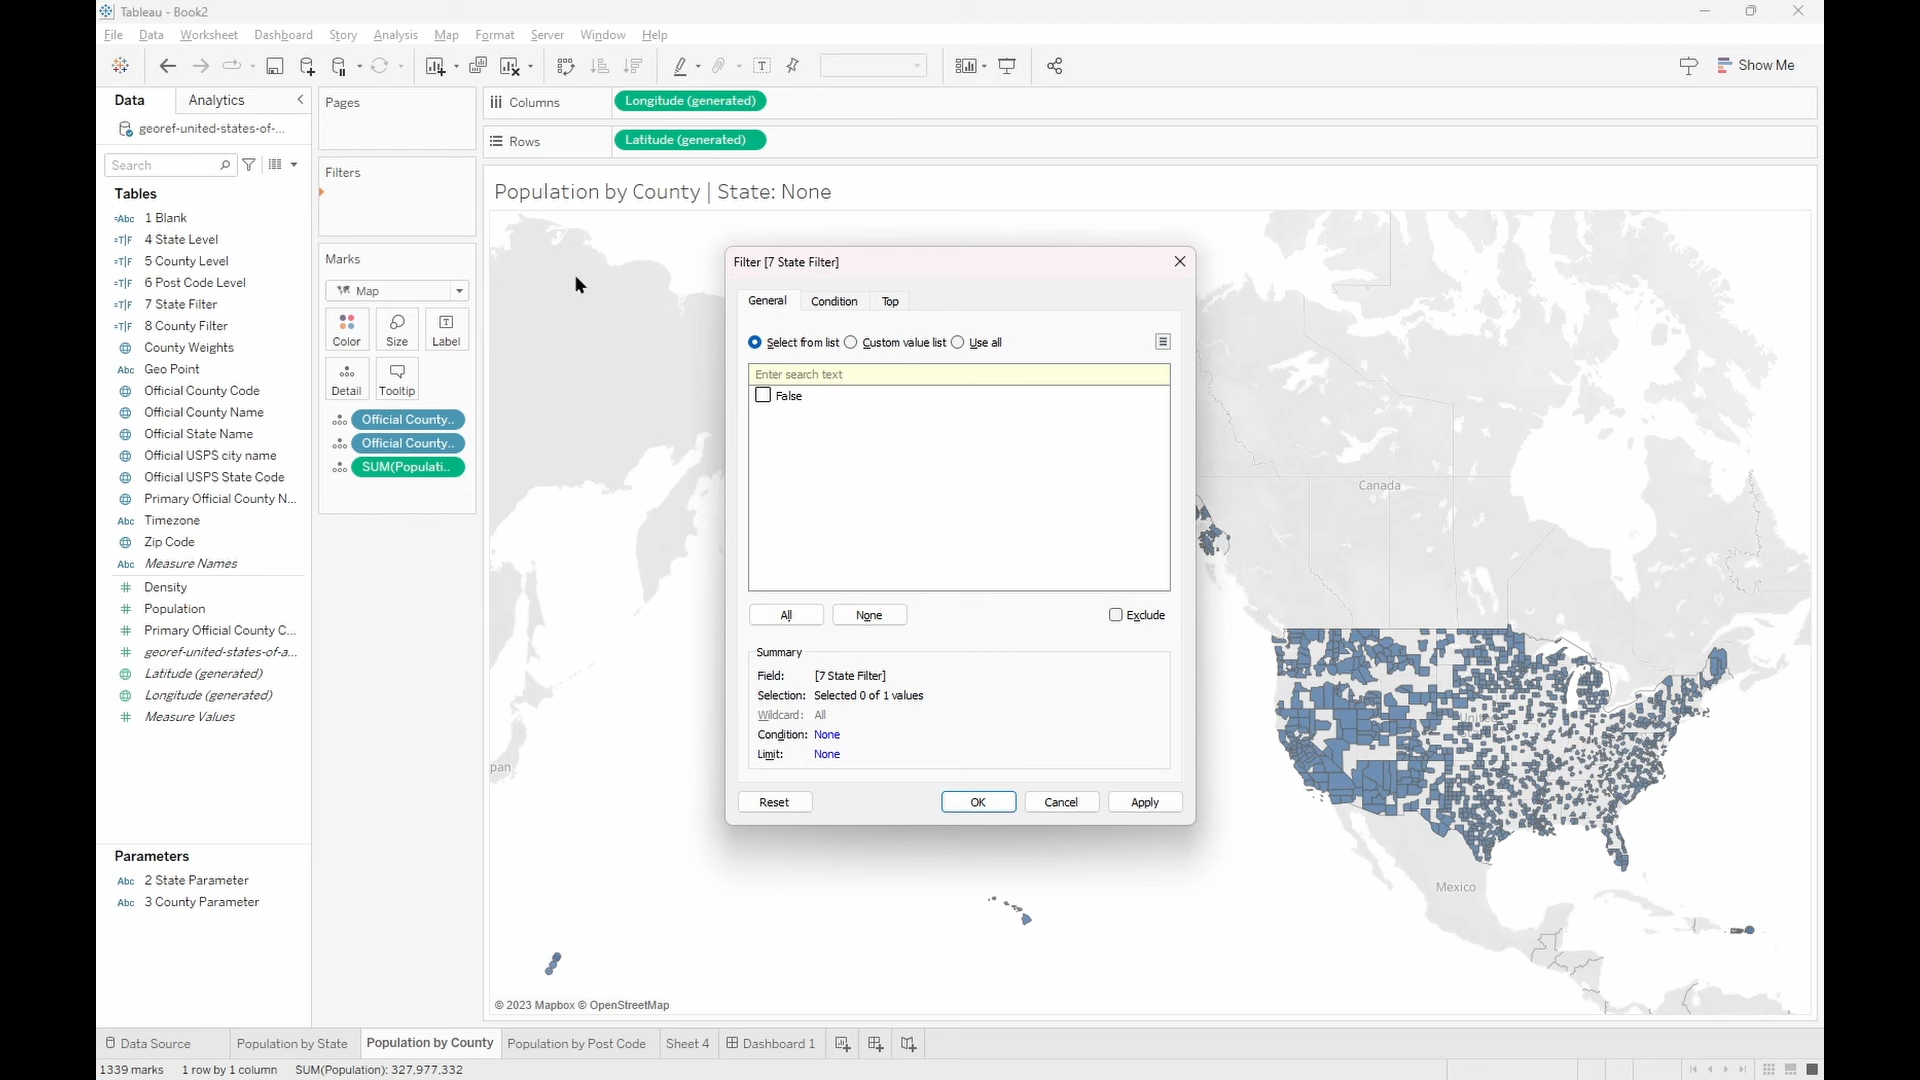 Tableau - Book2
File Data Worksheet Dashboard Story Analysis Map Format Server Window Help
Show Me
Data Analytics
georef-united-states-of-...
Search
Tables
=Abc 1 Blank
=T|F 4 State Level
=T|F 5 County Level
=T|F 6 Post Code Level
=T|F 7 State Filter
=T|F 8 County Filter
County Weights
Abc Geo Point
Official County Code
Official County Name
Official State Name
Official USPS city name
Official USPS State Code
Primary Official County N...
Abc Timezone
Zip Code
Abc Measure Names
# Density
# Population
# Primary Official County C...
# georef-united-states-of-a...
Latitude (generated)
Longitude (generated)
# Measure Values
Parameters
Abc 2 State Parameter
Abc 3 County Parameter
Pages
Filters
Marks
Map
Color Size Label
Detail Tooltip
Official County..
Official County..
SUM(Populati..
Columns Longitude (generated)
Rows Latitude (generated)
Population by County | State: None
Filter [7 State Filter]
General Condition Top
Select from list Custom value list Use all
Enter search text
False
All None Exclude
Summary
Field: [7 State Filter]
Selection: Selected 0 of 1 values
Wildcard: All
Condition: None
Limit: None
Reset OK Cancel Apply
Canada
United
Mexico
pan
© 2023 Mapbox © OpenStreetMap
Data Source Population by State Population by County Population by Post Code Sheet 4 Dashboard 1
1339 marks 1 row by 1 column SUM(Population): 327,977,332